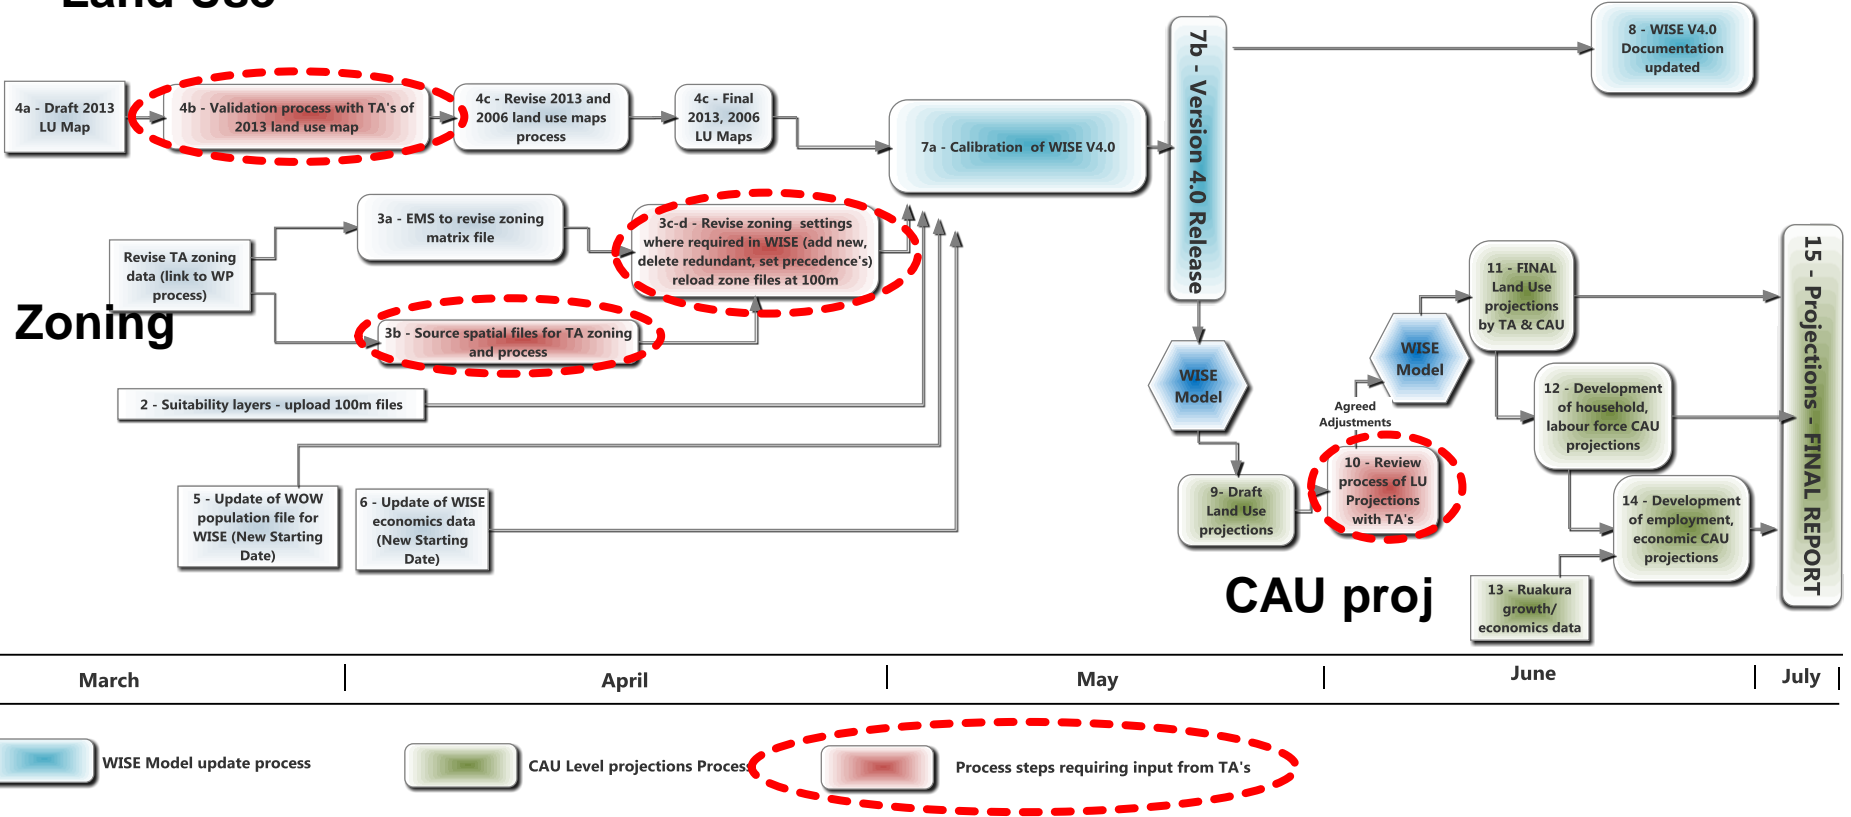 Land Use
4a - Draft 2013
LU Map
4b - Validation process with TA's of
2013 land use map
4c - Revise 2013 and
2006 land use maps
process
4c - Final
2013, 2006
LU Maps
7a - Calibration of WISE V4.0
7b - Version 4.0 Release
8 - WISE V4.0
Documentation
updated
Revise TA zoning
data (link to WP
process)
Zoning
3a - EMS to revise zoning
matrix file
3c-d - Revise zoning settings
where required in WISE (add new,
delete redundant, set precedence's)
reload zone files at 100m
3b - Source spatial files for TA zoning
and process
2 - Suitability layers - upload 100m files
5 - Update of WOW
population file for
WISE (New Starting
Date)
6 - Update of WISE
economics data
(New Starting
Date)
WISE
Model
9- Draft
Land Use
projections
10 - Review
process of LU
Projections
with TA's
Agreed
Adjustments
WISE
Model
11 - FINAL
Land Use
projections
by TA & CAU
12 - Development
of household,
labour force CAU
projections
14 - Development
of employment,
economic CAU
projections
13 - Ruakura
growth/
economics data
15 - Projections - FINAL REPORT
CAU proj
March
April
May
June
July
WISE Model update process
CAU Level projections Process
Process steps requiring input from TA's